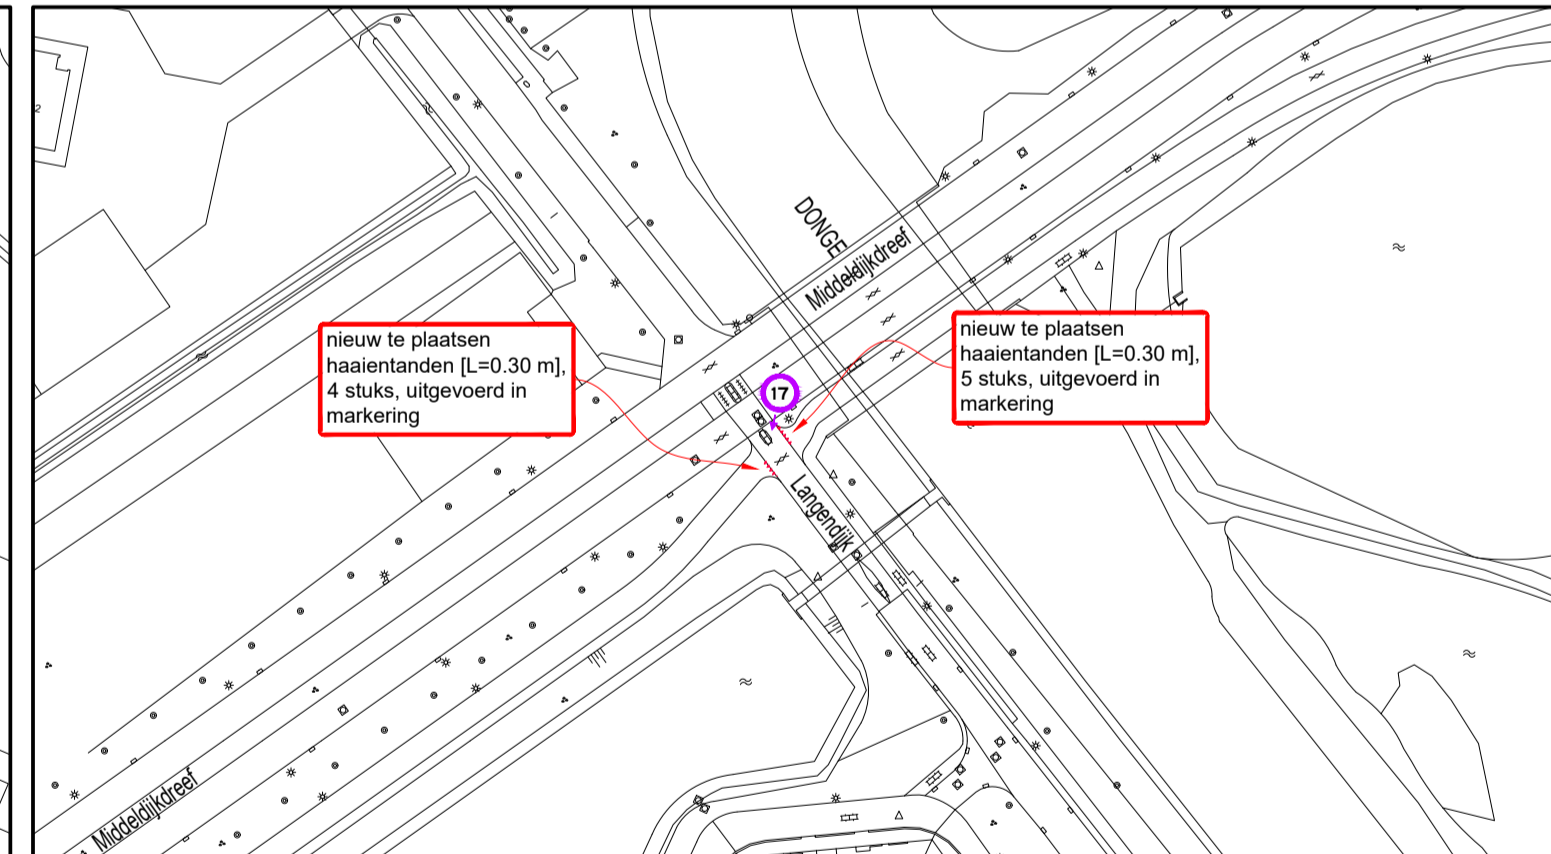 DONGE
Middeldijkdreef
nieuw te plaatsen
haaientanden [L=0.30 m],
4 stuks, uitgevoerd in
markering
nieuw te plaatsen
haaientanden [L=0.30 m],
5 stuks, uitgevoerd in
markering
17
Langendijk
Middeldijkdreef
2